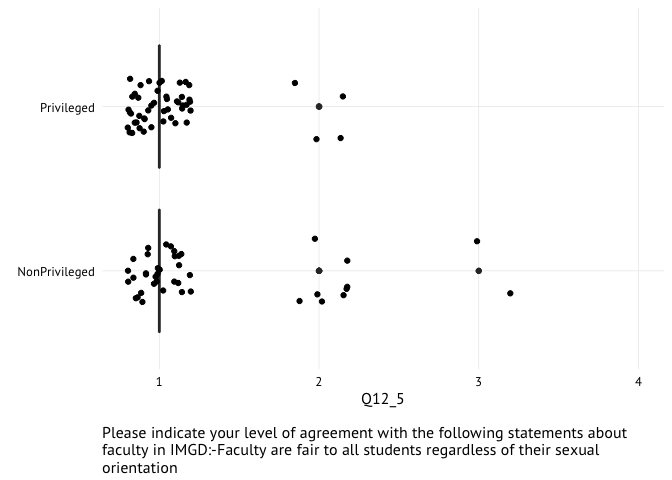 Privileged
NonPrivileged
1 2 3 4
Q12_5
Please indicate your level of agreement with the following statements about
faculty in IMGD:-Faculty are fair to all students regardless of their sexual
orientation